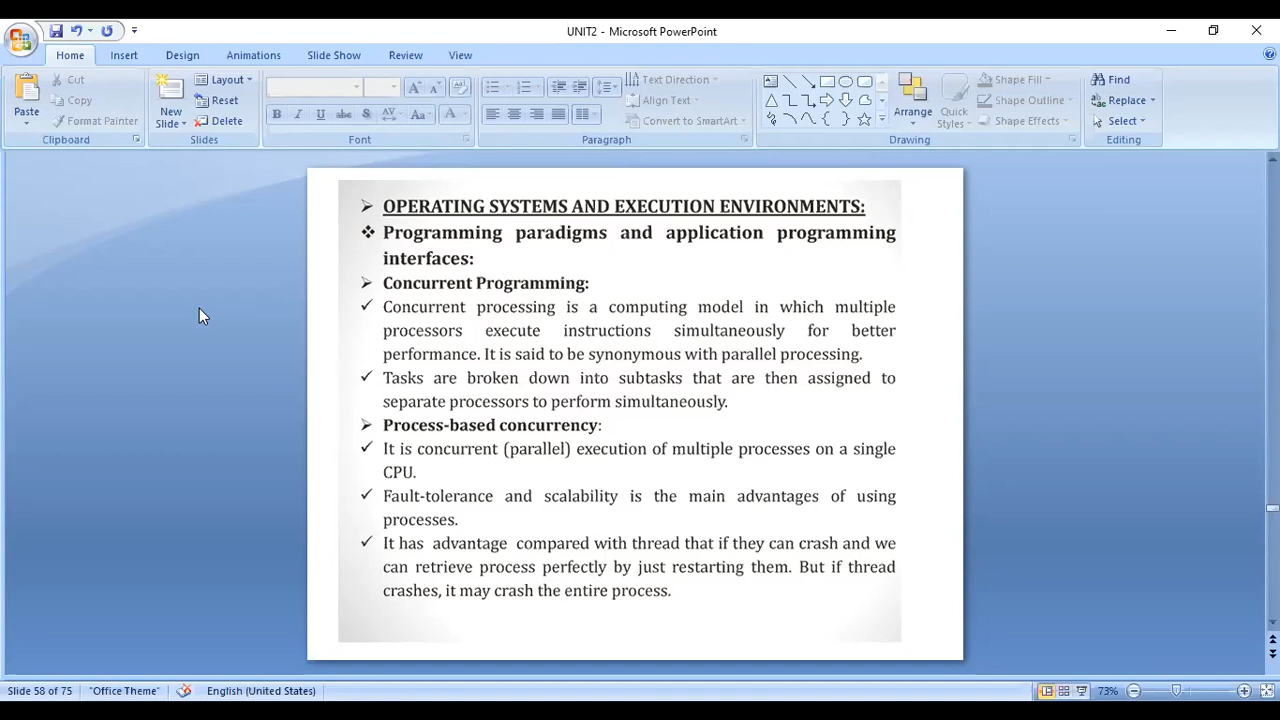 UNIT2 - Microsoft PowerPoint
Home Insert Design Animations Slide Show Review View
Paste
Cut
Copy
Format Painter
Clipboard
New Slide
Layout
Reset
Delete
Slides
B I U abc S AV Aa A
Font
Text Direction
Align Text
Convert to SmartArt
Paragraph
Arrange
Quick Styles
Shape Fill
Shape Outline
Shape Effects
Drawing
Find
Replace
Select
Editing
➢ OPERATING SYSTEMS AND EXECUTION ENVIRONMENTS:
❖ Programming paradigms and application programming
interfaces:
➢ Concurrent Programming:
✓ Concurrent processing is a computing model in which multiple
processors execute instructions simultaneously for better
performance. It is said to be synonymous with parallel processing.
✓ Tasks are broken down into subtasks that are then assigned to
separate processors to perform simultaneously.
➢ Process-based concurrency:
✓ It is concurrent (parallel) execution of multiple processes on a single
CPU.
✓ Fault-tolerance and scalability is the main advantages of using
processes.
✓ It has advantage compared with thread that if they can crash and we
can retrieve process perfectly by just restarting them. But if thread
crashes, it may crash the entire process.
Slide 58 of 75 "Office Theme" English (United States) 73%